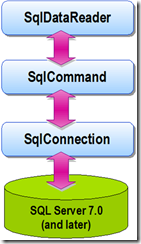 SqlDataReader
SqlCommand
SqlConnection
SQL Server 7.0
(and later)